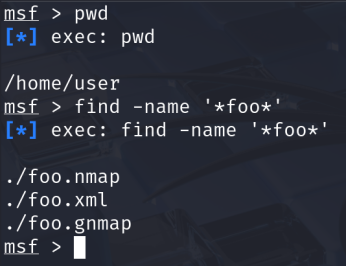 msf > pwd
[*] exec: pwd

/home/user
msf > find -name '*foo*'
[*] exec: find -name '*foo*'

./foo.nmap
./foo.xml
./foo.gnmap
msf >